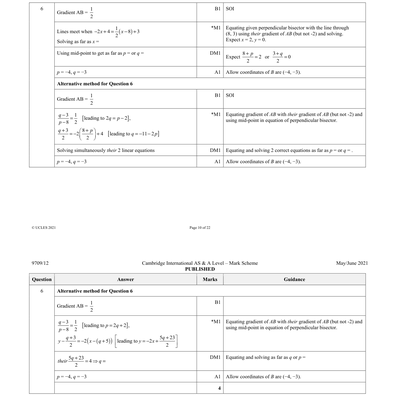 6
Gradient AB = 1/2
B1
SOI
Lines meet when −2x + 4 = 1/2(x − 8) + 3
Solving as far as x =
*M1
Equating given perpendicular bisector with the line through
(8, 3) using their gradient of AB (but not -2) and solving.
Expect x = 2, y = 0.
Using mid-point to get as far as p = or q =
DM1
Expect (8 + p)/2 = 2 or (3 + q)/2 = 0
p = −4, q = −3
A1
Allow coordinates of B are (−4, −3).
Alternative method for Question 6
Gradient AB = 1/2
B1
SOI
(q − 3)/(p − 8) = 1/2 [leading to 2q = p − 2],
(q + 3)/2 = −2((8 + p)/2) + 4 [leading to q = −11 − 2p]
*M1
Equating gradient of AB with their gradient of AB (but not -2) and
using mid-point in equation of perpendicular bisector.
Solving simultaneously their 2 linear equations
DM1
Equating and solving 2 correct equations as far as p = or q = .
p = −4, q = −3
A1
Allow coordinates of B are (−4, −3).
© UCLES 2021
Page 10 of 22
9709/12
Cambridge International AS & A Level – Mark Scheme
May/June 2021
PUBLISHED
Question
Answer
Marks
Guidance
6
Alternative method for Question 6
Gradient AB = 1/2
B1
(q − 3)/(p − 8) = 1/2 [leading to p = 2q + 2],
y − (q + 3)/2 = −2(x − (q + 5)) [leading to y = −2x + (5q + 23)/2]
*M1
Equating gradient of AB with their gradient of AB (but not -2) and
using mid-point in equation of perpendicular bisector.
their (5q + 23)/2 = 4 ⇒ q =
DM1
Equating and solving as far as q or p =
p = −4, q = −3
A1
Allow coordinates of B are (−4, −3).
4